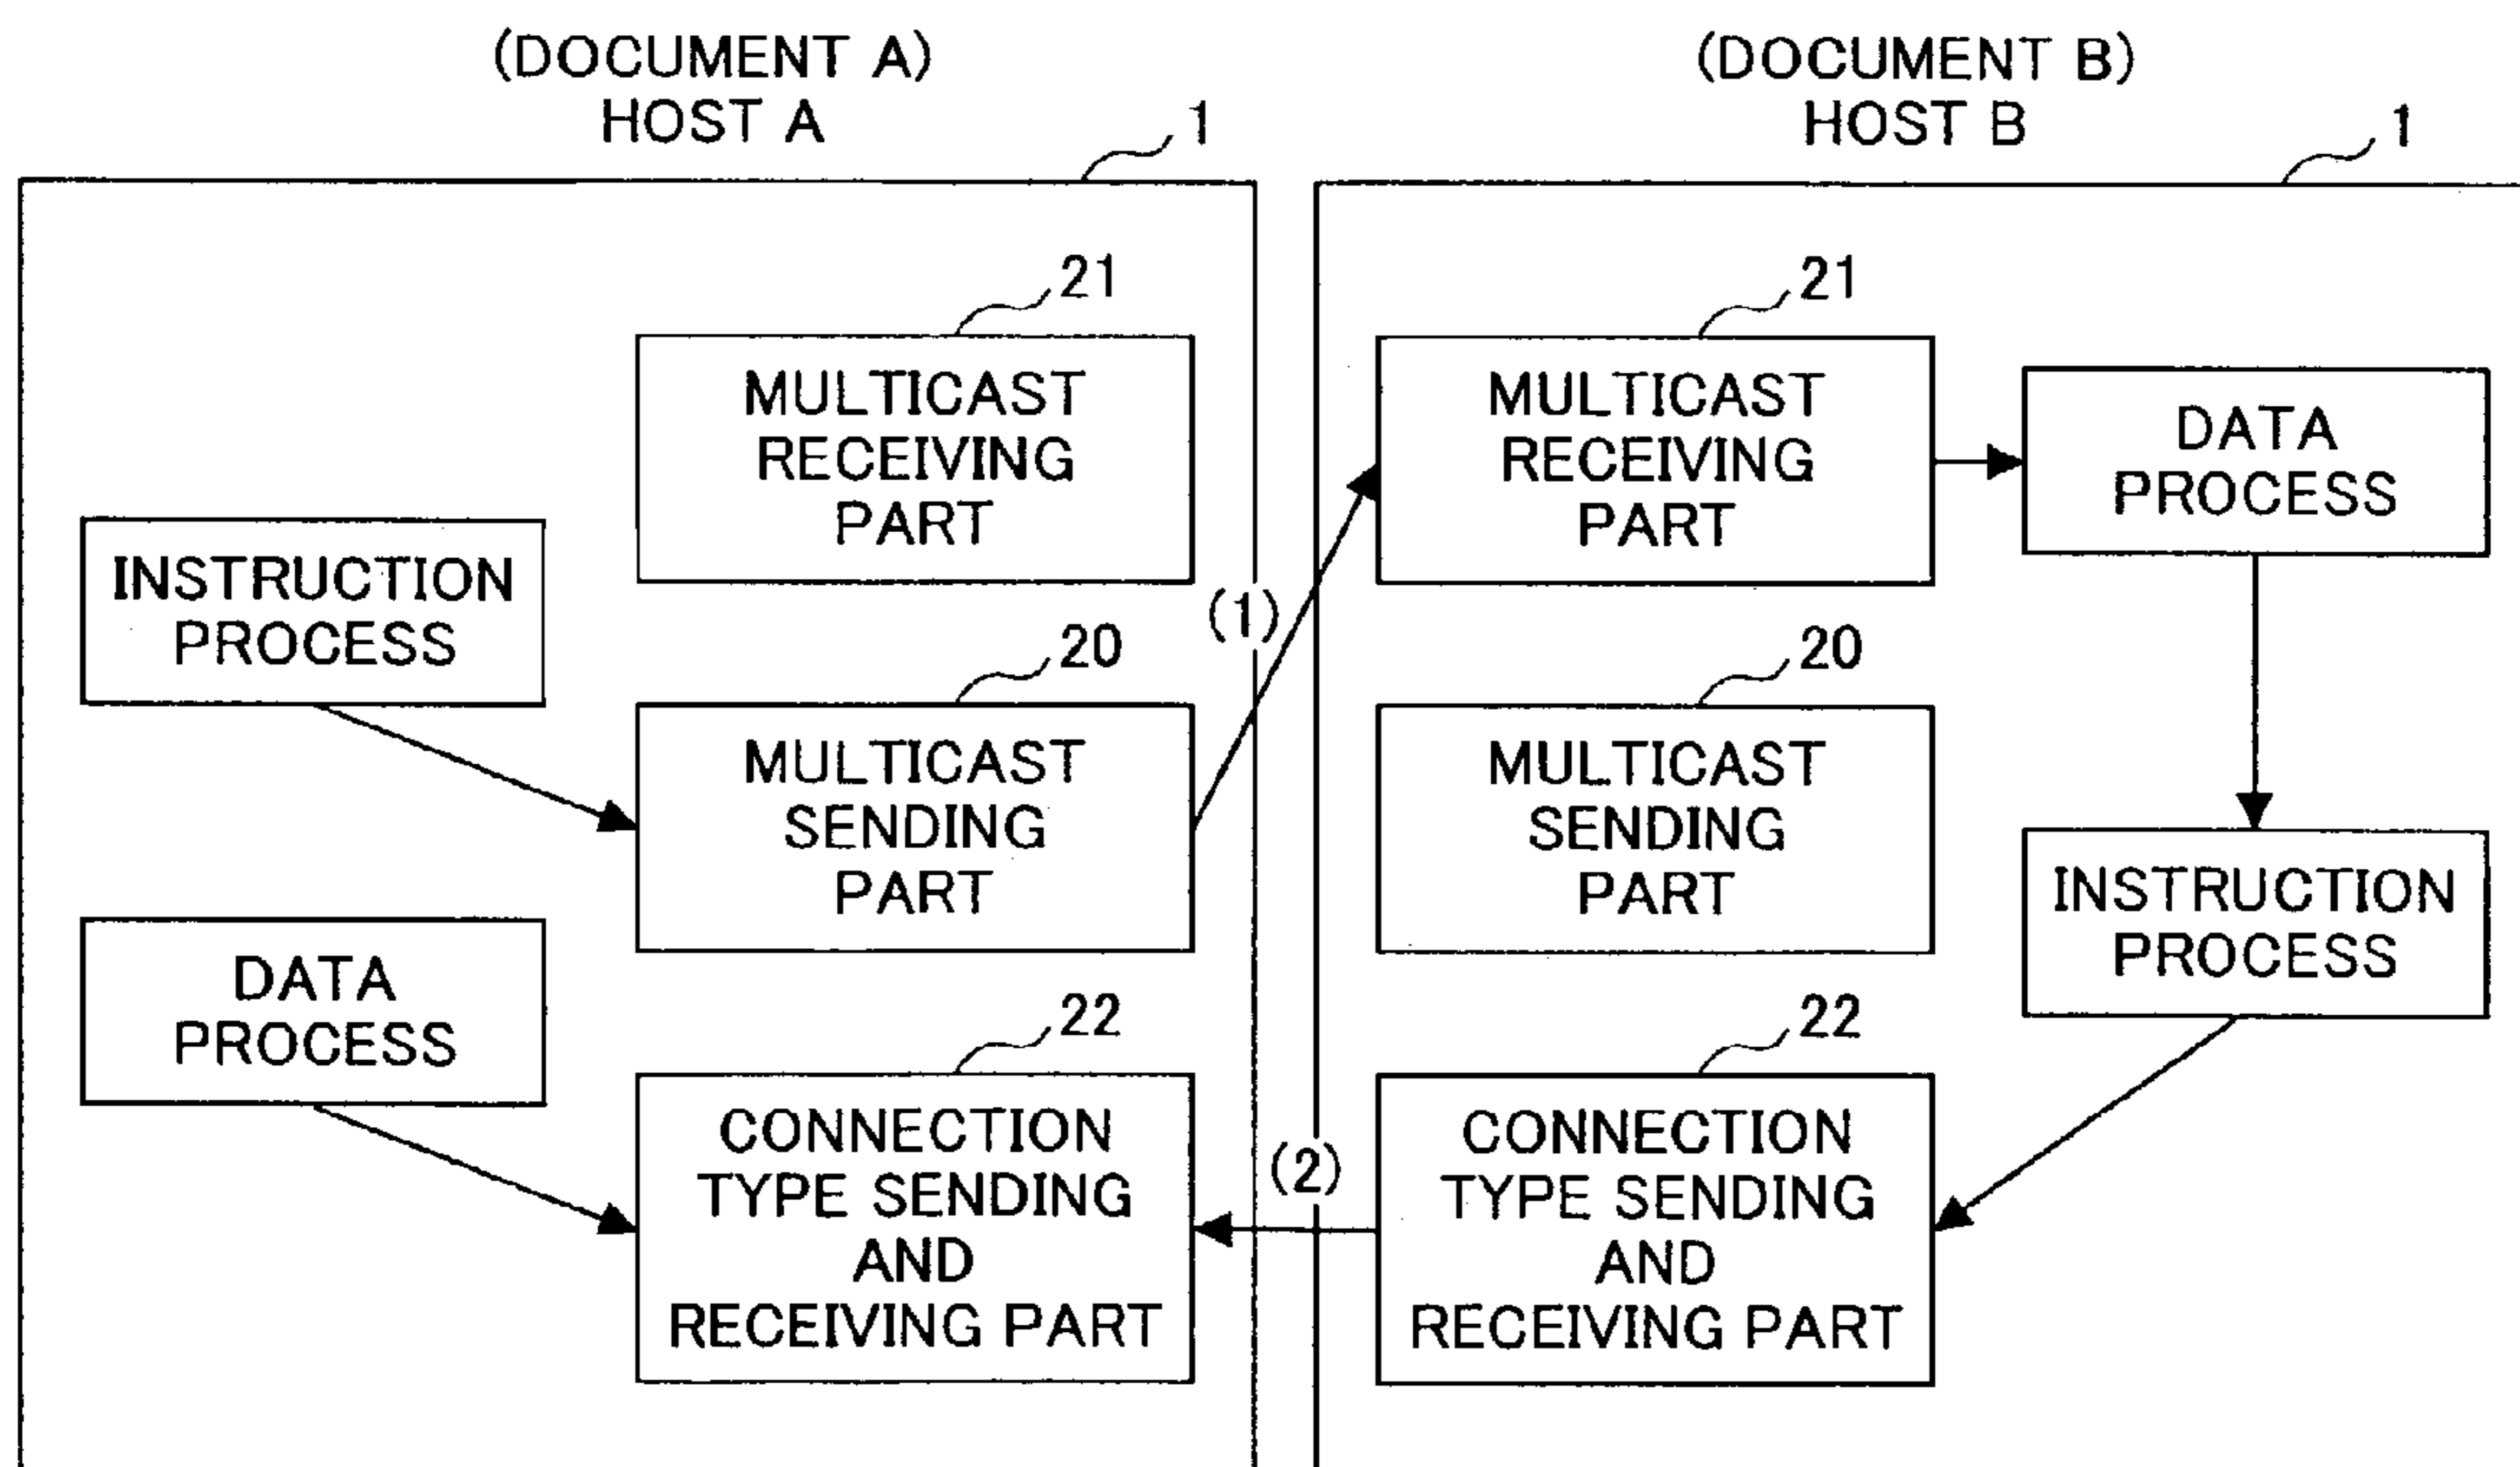 (DOCUMENT A)
HOST A
1
21
MULTICAST
RECEIVING
PART
INSTRUCTION
PROCESS
20
MULTICAST
SENDING
PART
DATA
PROCESS
22
CONNECTION
TYPE SENDING
AND
RECEIVING PART
(1)
(2)
(DOCUMENT B)
HOST B
1
21
MULTICAST
RECEIVING
PART
DATA
PROCESS
20
MULTICAST
SENDING
PART
INSTRUCTION
PROCESS
22
CONNECTION
TYPE SENDING
AND
RECEIVING PART